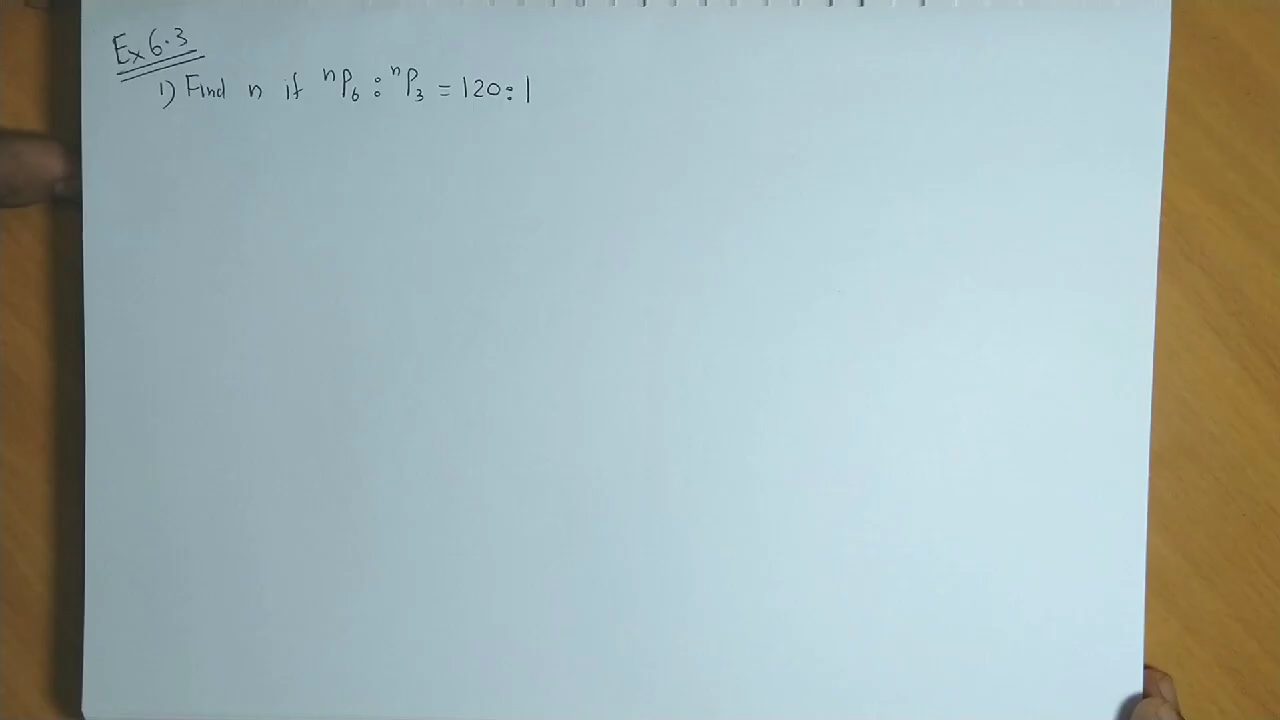 Ex 6.3
1) Find n if ⁿP₆ : ⁿP₃ = 120:1